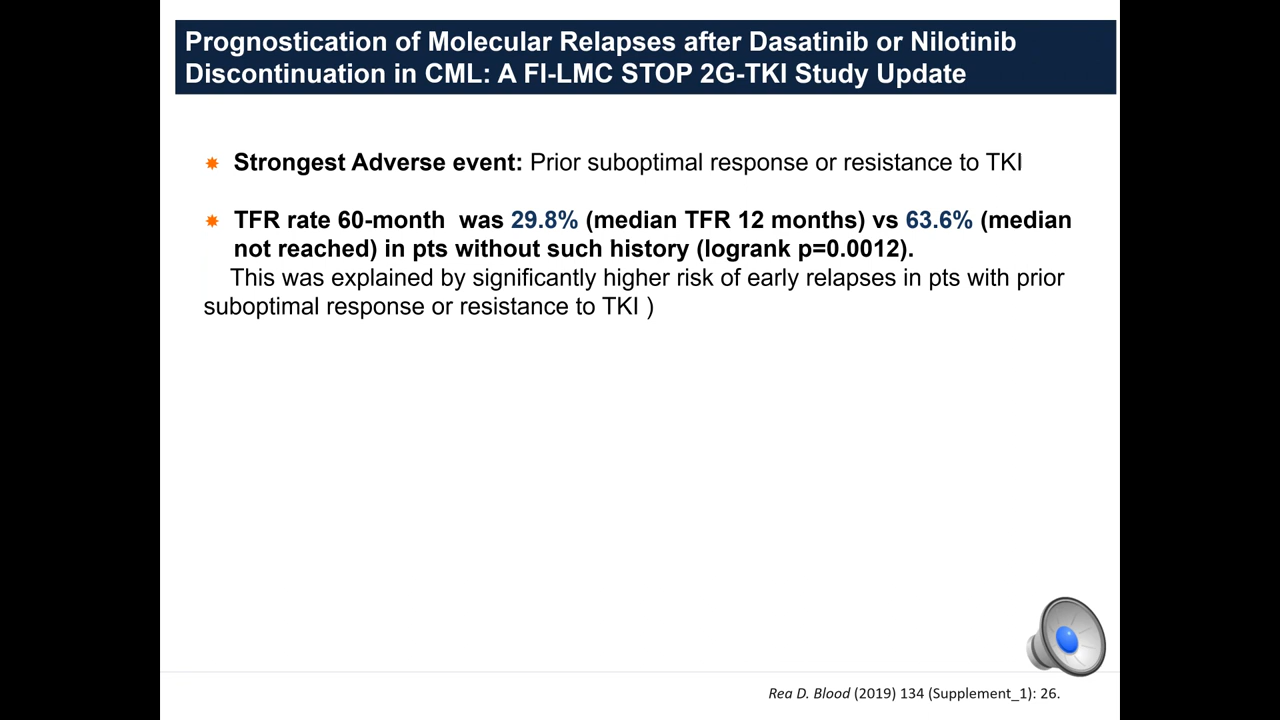 Prognostication of Molecular Relapses after Dasatinib or Nilotinib
Discontinuation in CML: A FI-LMC STOP 2G-TKI Study Update
Strongest Adverse event: Prior suboptimal response or resistance to TKI
TFR rate 60-month was 29.8% (median TFR 12 months) vs 63.6% (median
not reached) in pts without such history (logrank p=0.0012).
This was explained by significantly higher risk of early relapses in pts with prior
suboptimal response or resistance to TKI )
Rea D. Blood (2019) 134 (Supplement_1): 26.